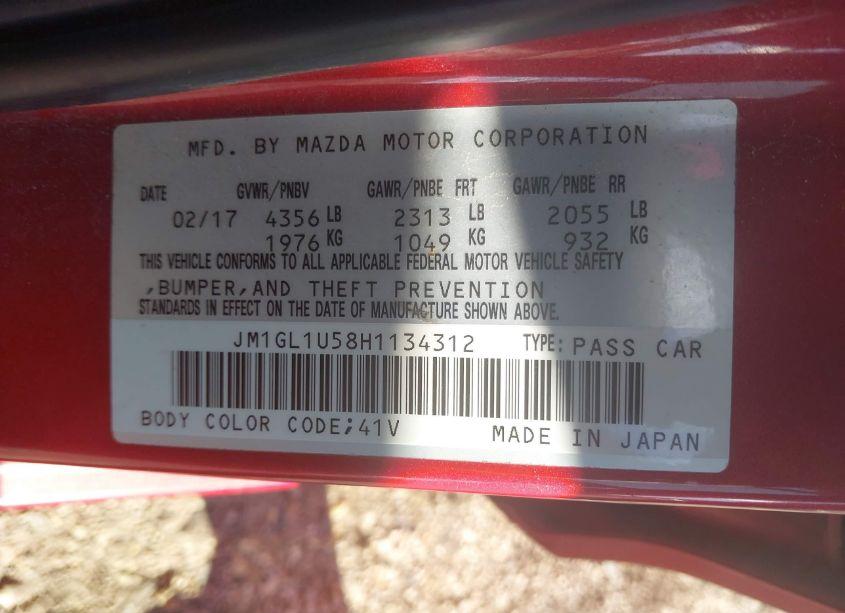 MFD. BY MAZDA MOTOR CORPORATION
DATE GVWR/PNBV GAWR/PNBE FRT GAWR/PNBE RR
02/17 4356 LB 2313 LB 2055 LB
1976 KG 1049 KG 932 KG
THIS VEHICLE CONFORMS TO ALL APPLICABLE FEDERAL MOTOR VEHICLE SAFETY
,BUMPER,AND THEFT PREVENTION
STANDARDS IN EFFECT ON THE DATE OF MANUFACTURE SHOWN ABOVE.
JM1GL1U58H1134312 TYPE: PASS CAR
BODY COLOR CODE;41V MADE IN JAPAN